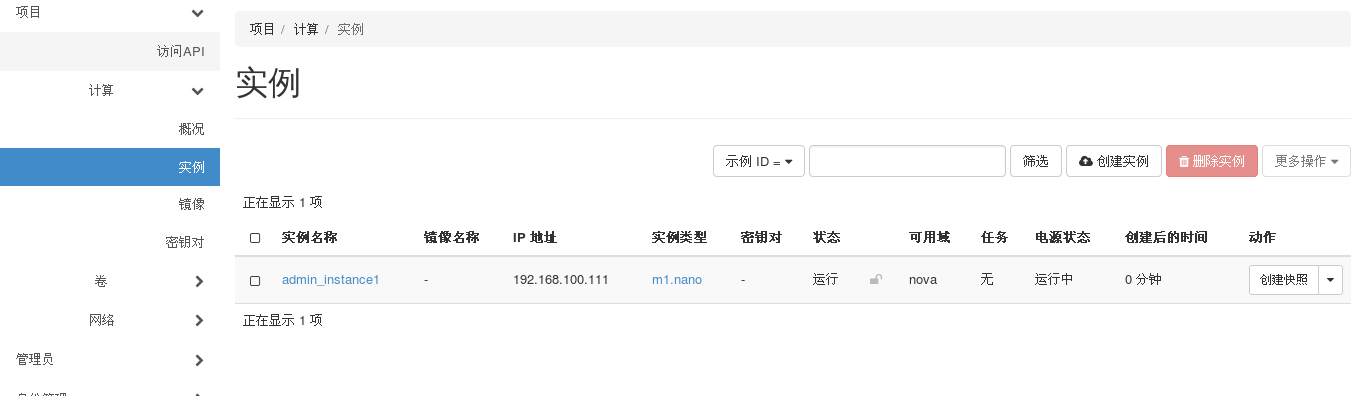 项目
访问API
计算
概况
实例
镜像
密钥对
卷
网络
管理员
项目 / 计算 / 实例
实例
示例 ID = 筛选 创建实例 删除实例 更多操作
正在显示 1 项
实例名称 镜像名称 IP 地址 实例类型 密钥对 状态 可用域 任务 电源状态 创建后的时间 动作
admin_instance1 - 192.168.100.111 m1.nano - 运行 nova 无 运行中 0 分钟 创建快照
正在显示 1 项